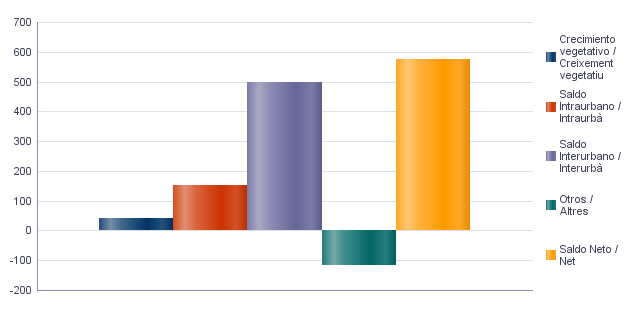 700
600
500
400
300
200
100
0
-100
-200
Crecimiento
vegetativo /
Creixement
vegetatiu
Saldo
Intraurbano /
Intraurbà
Saldo
Interurbano /
Interurbà
Otros /
Altres
Saldo Neto /
Net